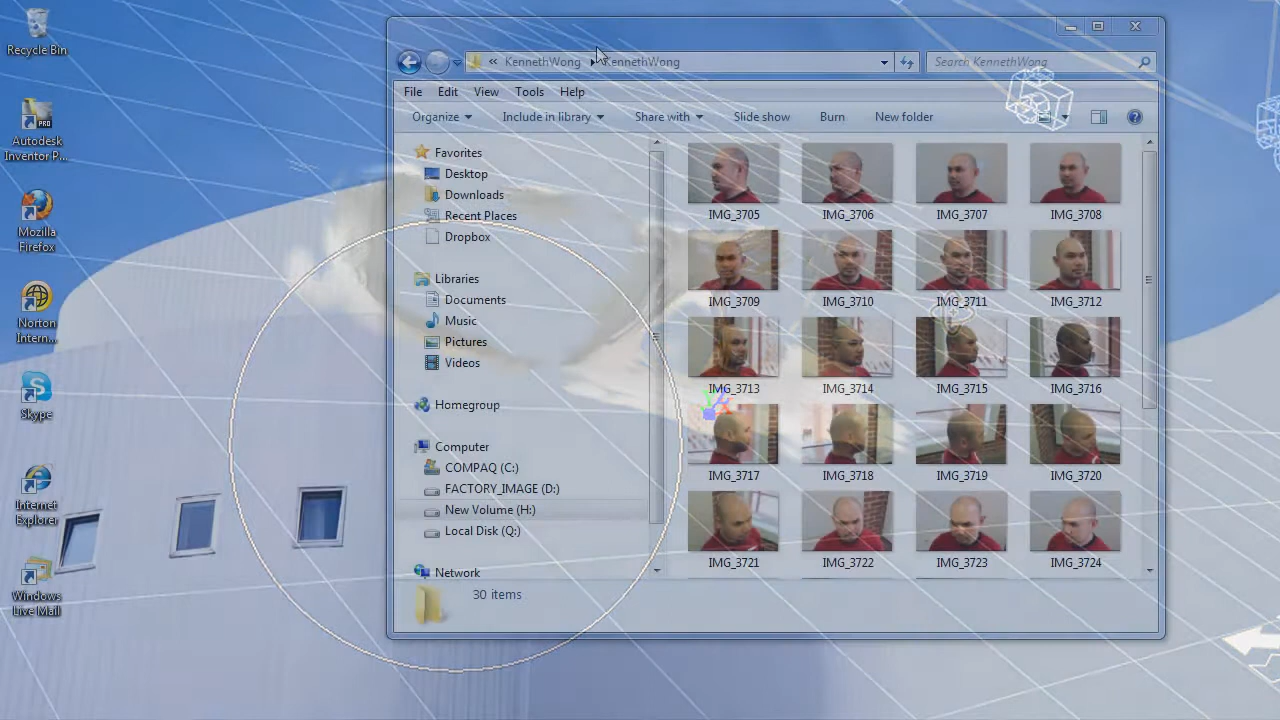 Recycle Bin
Autodesk
Inventor P...
Mozilla
Firefox
Norton
Intern...
Skype
Internet
Explorer
Windows
Live Mail
« KennethWong ▸ KennethWong
Search KennethWong
File Edit View Tools Help
Organize Include in library Share with Slide show Burn New folder
Favorites
Desktop
Downloads
Recent Places
Dropbox
Libraries
Documents
Music
Pictures
Videos
Homegroup
Computer
COMPAQ (C:)
FACTORY_IMAGE (D:)
New Volume (H:)
Local Disk (Q:)
Network
IMG_3705 IMG_3706 IMG_3707 IMG_3708
IMG_3709 IMG_3710 IMG_3711 IMG_3712
IMG_3713 IMG_3714 IMG_3715 IMG_3716
IMG_3717 IMG_3718 IMG_3719 IMG_3720
IMG_3721 IMG_3722 IMG_3723 IMG_3724
30 items